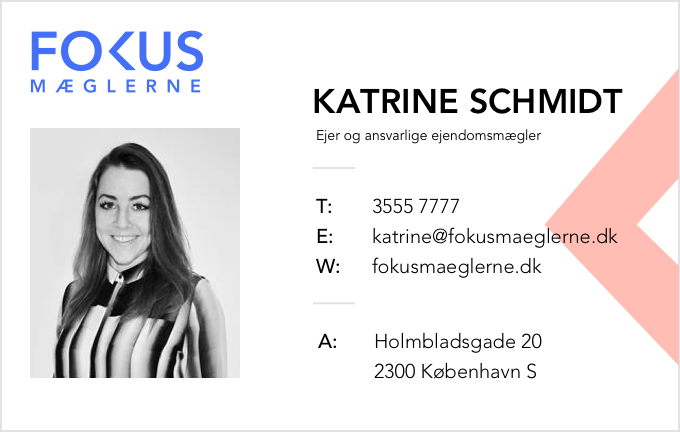 FOKUS
MÆGLERNE
KATRINE SCHMIDT
Ejer og ansvarlige ejendomsmægler
T: 3555 7777
E: katrine@fokusmaeglerne.dk
W: fokusmaeglerne.dk
A: Holmbladsgade 20
2300 København S